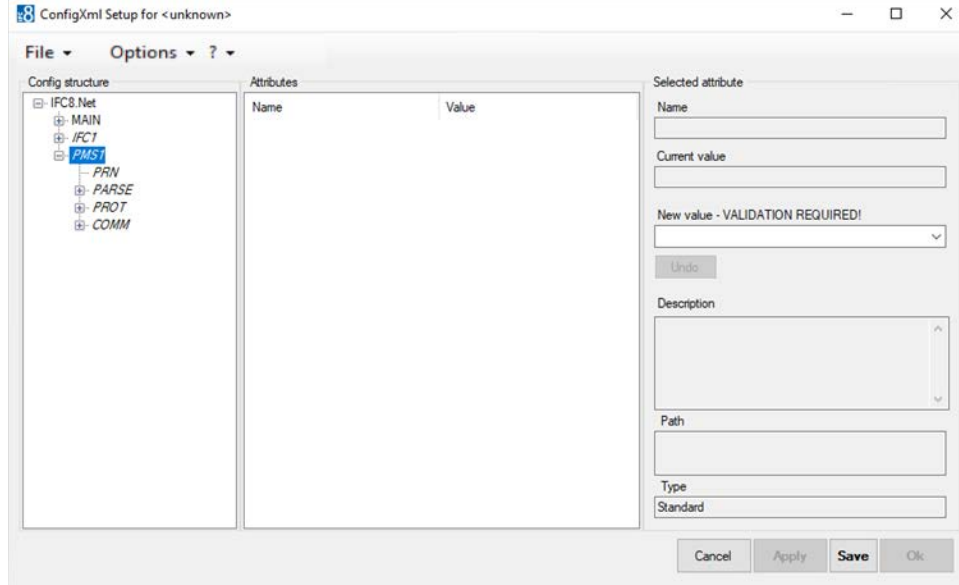 ConfigXml Setup for <unknown>
File Options ?
Config structure
IFC8.Net
MAIN
IFC1
PMS1
PRN
PARSE
PROT
COMM
Attributes
Name Value
Selected attribute
Name
Current value
New value - VALIDATION REQUIRED!
Undo
Description
Path
Type
Standard
Cancel Apply Save Ok